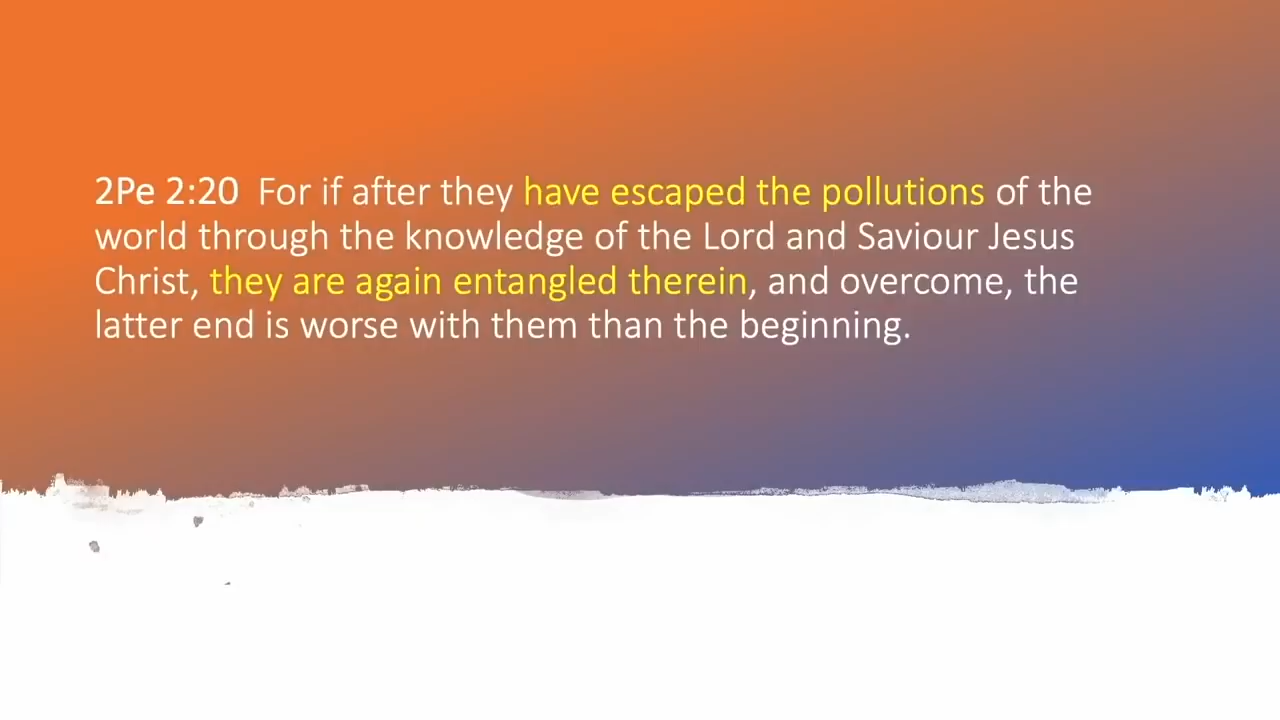 2Pe 2:20 For if after they have escaped the pollutions of the
world through the knowledge of the Lord and Saviour Jesus
Christ, they are again entangled therein, and overcome, the
latter end is worse with them than the beginning.